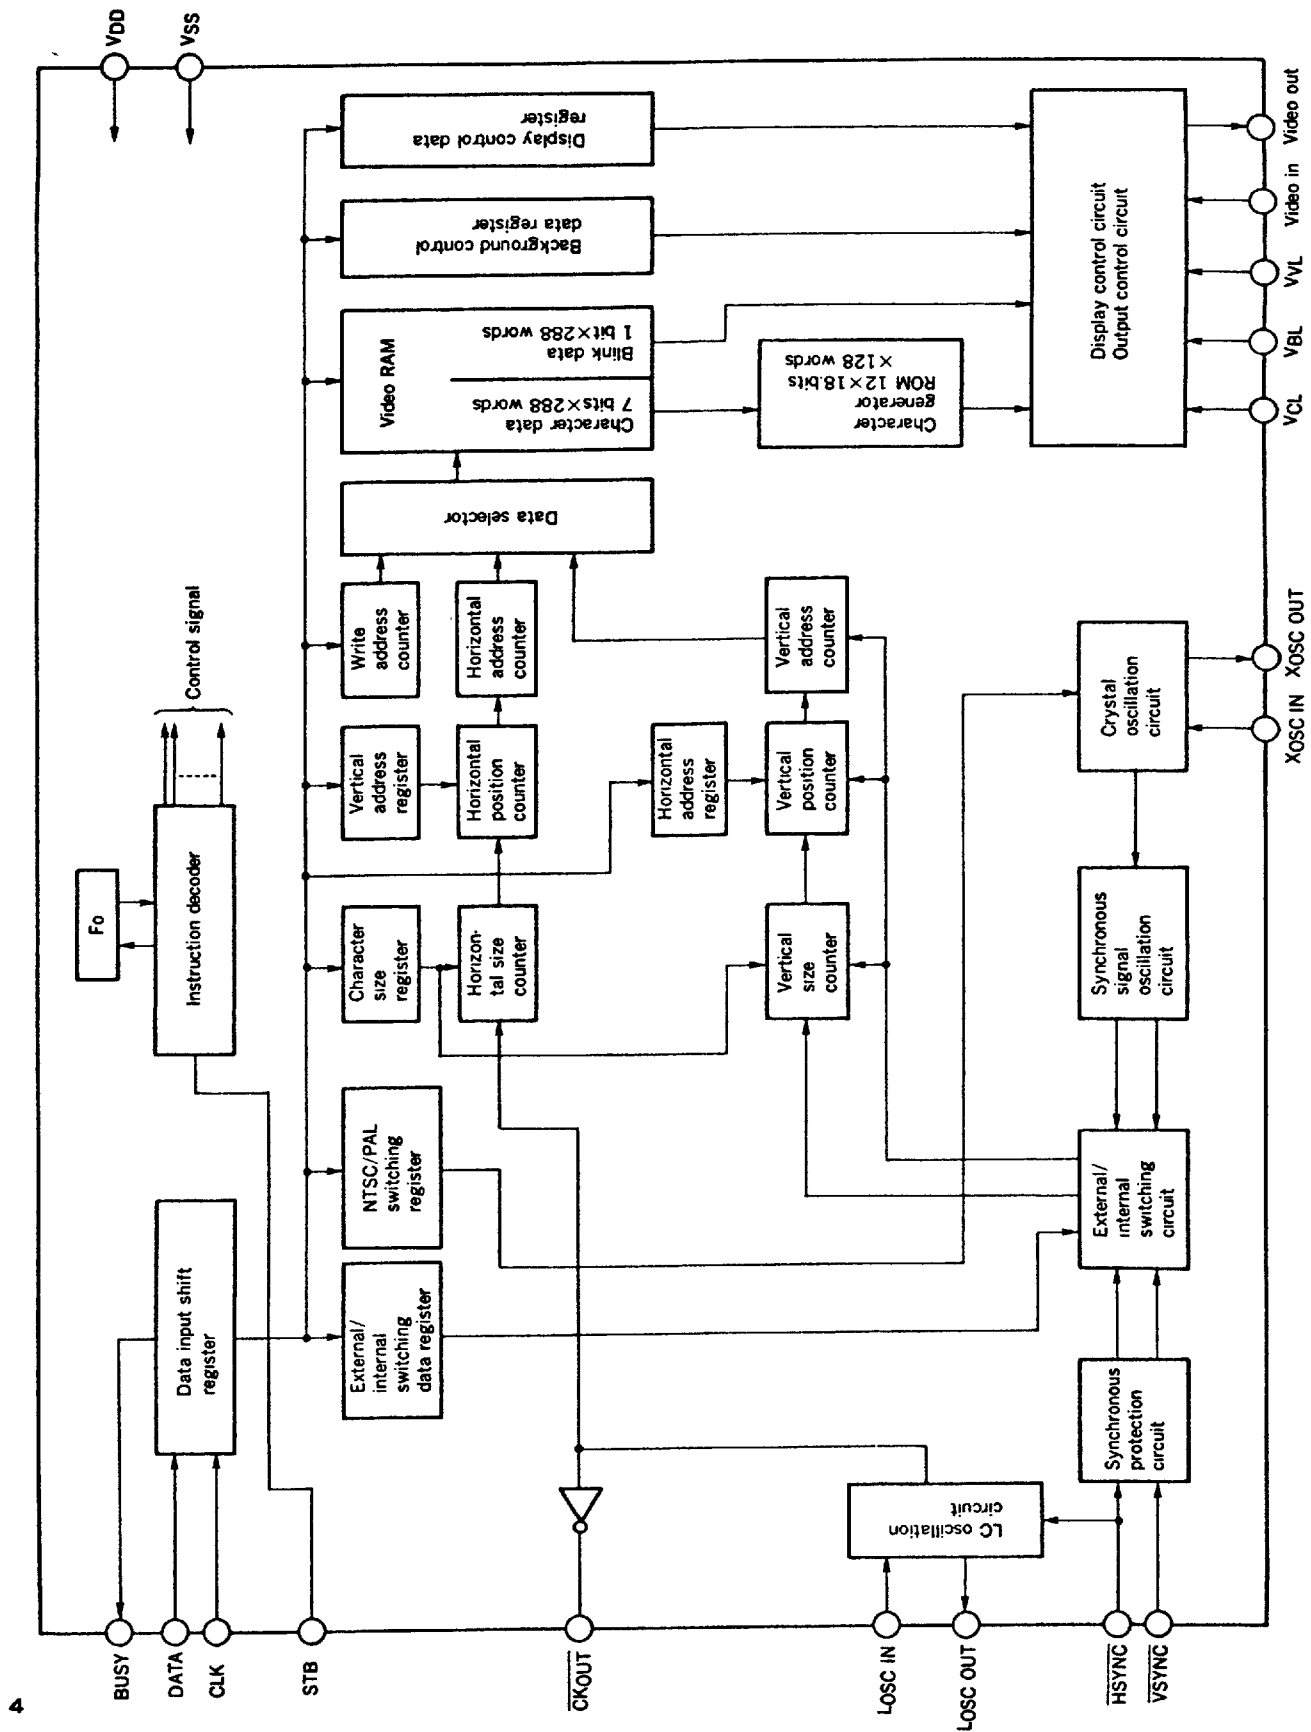 4
VDD
VSS
Fo
Instruction decoder
Control signal
BUSY
DATA
CLK
STB
Data input shift
register
External/
internal
switching
data register
NTSC/PAL
switching
register
Character
size
register
Vertical
address
register
Write
address
counter
Horizon-
tal size
counter
Horizontal
position
counter
Horizontal
address
counter
Data selector
Video RAM
Character data
7 bits×288 words
Blink data
1 bit×288 words
Background control
data register
Display control data
register
Horizontal
address
register
Vertical
size
counter
Vertical
position
counter
Vertical
address
counter
Character
generator
ROM 12×18.bits
×128 words
CKOUT
LOSC IN
LOSC OUT
LC oscillation
circuit
HSYNC
VSYNC
Synchronous
protection
circuit
External/
internal
switching
circuit
Synchronous
signal
oscillation
circuit
Crystal
oscillation
circuit
Display control circuit
Output control circuit
XOSC IN
XOSC OUT
VCL
VBL
VVL
Video in
Video out